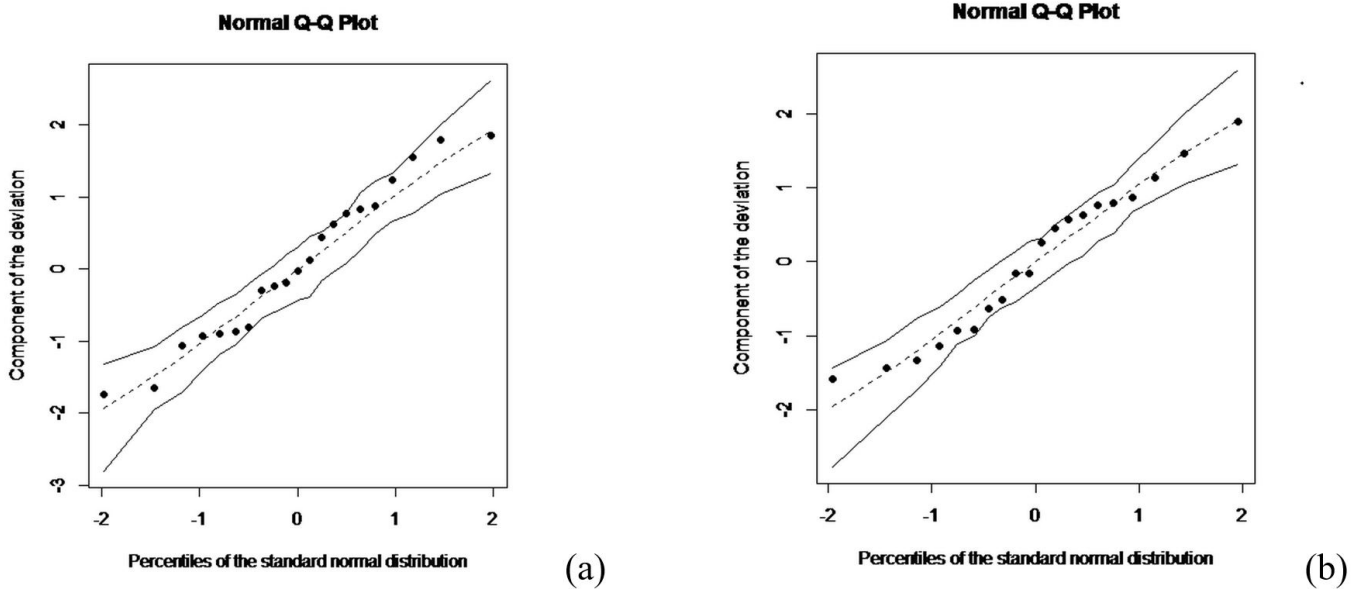 Normal Q-Q Plot
Component of the deviation
2
1
0
-1
-2
-3
-2
-1
0
1
2
Percentiles of the standard normal distribution
(a)
Normal Q-Q Plot
Component of the deviation
2
1
0
-1
-2
-2
-1
0
1
2
Percentiles of the standard normal distribution
(b)